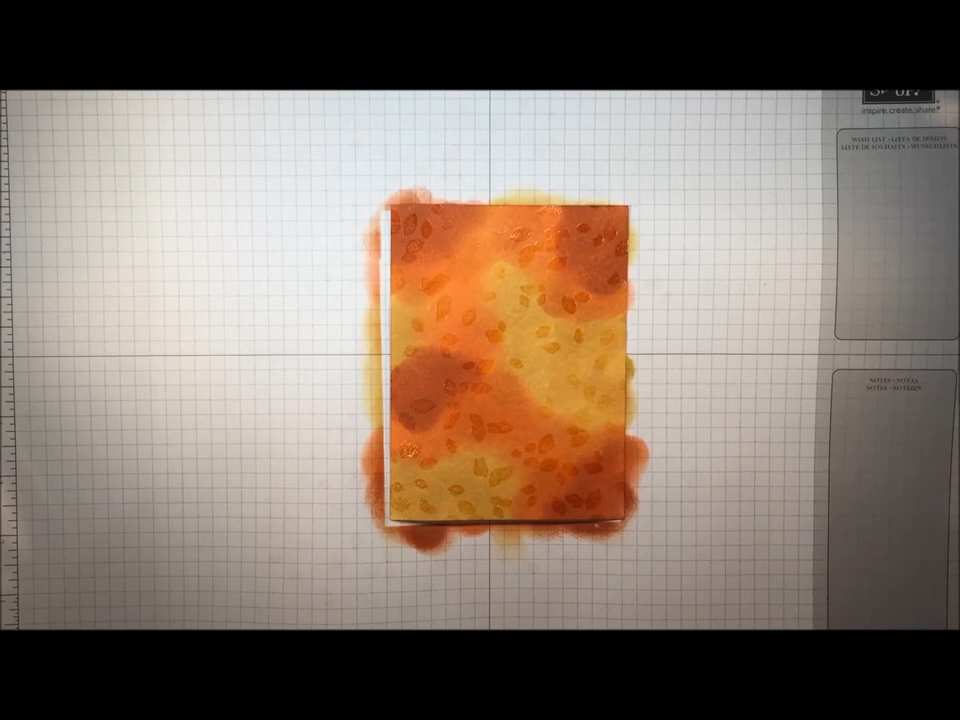 inspire.create.share.
WISH LIST • LISTA DE DESEOS
LISTE DE SOUHAITS • WUNSCHLISTE
NOTES • NOTAS
NOTES • NOTIZEN